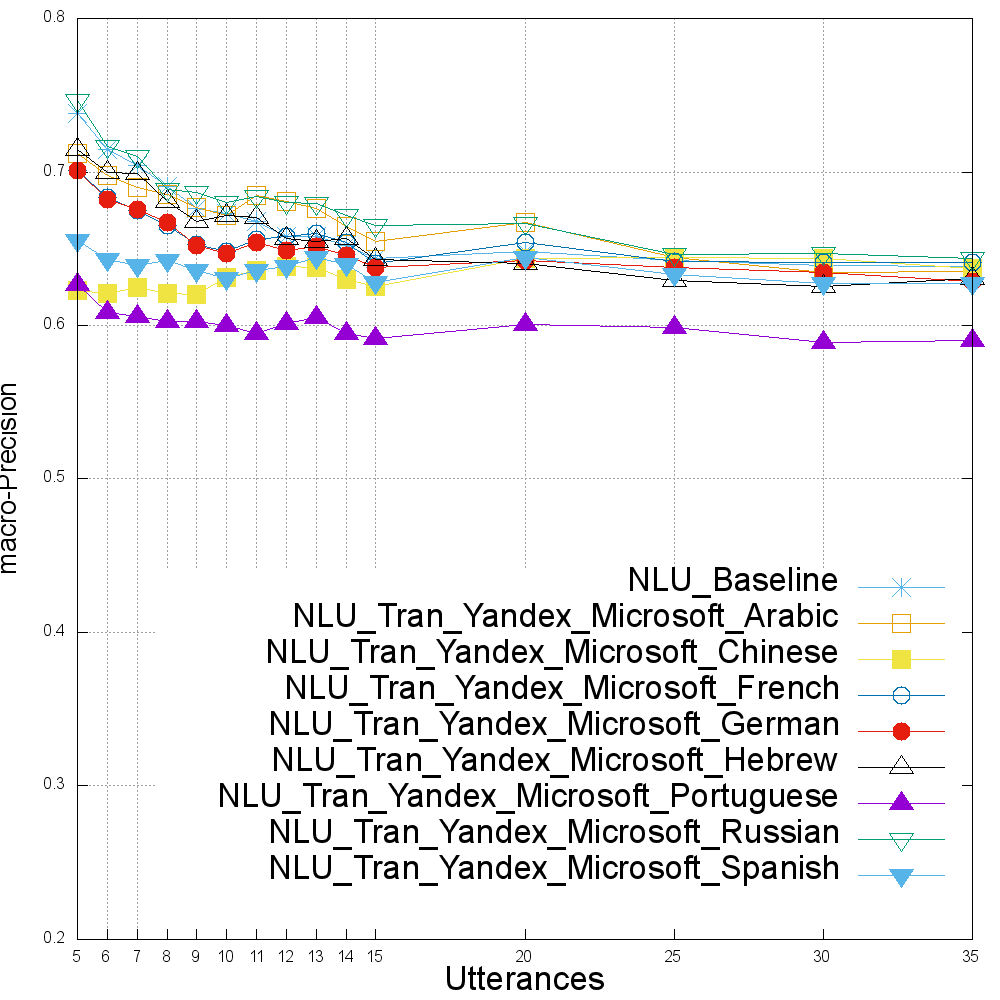 0.8
0.7
0.6
0.5
0.4
0.3
0.2
macro-Precision
NLU_Baseline
NLU_Tran_Yandex_Microsoft_Arabic
NLU_Tran_Yandex_Microsoft_Chinese
NLU_Tran_Yandex_Microsoft_French
NLU_Tran_Yandex_Microsoft_German
NLU_Tran_Yandex_Microsoft_Hebrew
NLU_Tran_Yandex_Microsoft_Portuguese
NLU_Tran_Yandex_Microsoft_Russian
NLU_Tran_Yandex_Microsoft_Spanish
5 6 7 8 9 10 11 12 13 14 15 20 25 30 35
Utterances